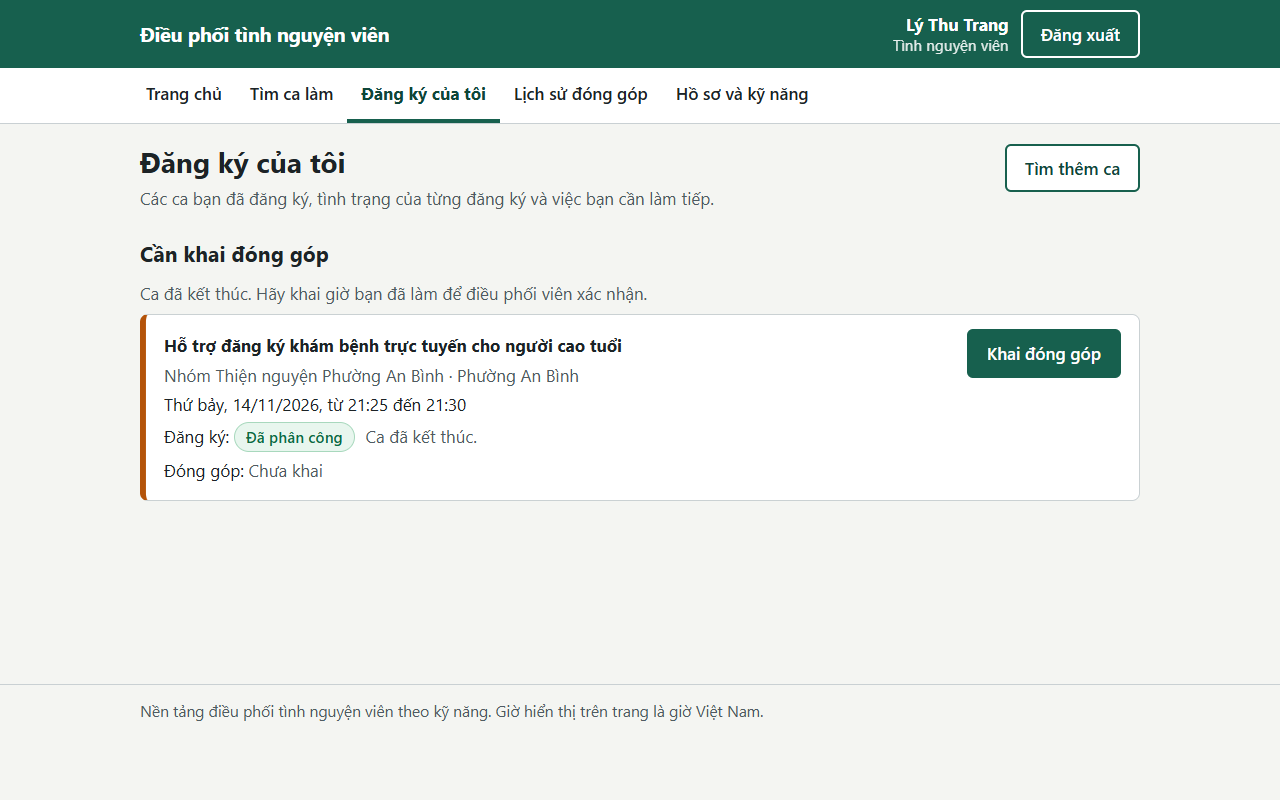 Điều phối tình nguyện viên
Lý Thu Trang
Tình nguyện viên
Đăng xuất
Trang chủ
Tìm ca làm
Đăng ký của tôi
Lịch sử đóng góp
Hồ sơ và kỹ năng
Đăng ký của tôi
Các ca bạn đã đăng ký, tình trạng của từng đăng ký và việc bạn cần làm tiếp.
Tìm thêm ca
Cần khai đóng góp
Ca đã kết thúc. Hãy khai giờ bạn đã làm để điều phối viên xác nhận.
Hỗ trợ đăng ký khám bệnh trực tuyến cho người cao tuổi
Nhóm Thiện nguyện Phường An Bình · Phường An Bình
Thứ bảy, 14/11/2026, từ 21:25 đến 21:30
Đăng ký: Đã phân công Ca đã kết thúc.
Đóng góp: Chưa khai
Khai đóng góp
Nền tảng điều phối tình nguyện viên theo kỹ năng. Giờ hiển thị trên trang là giờ Việt Nam.